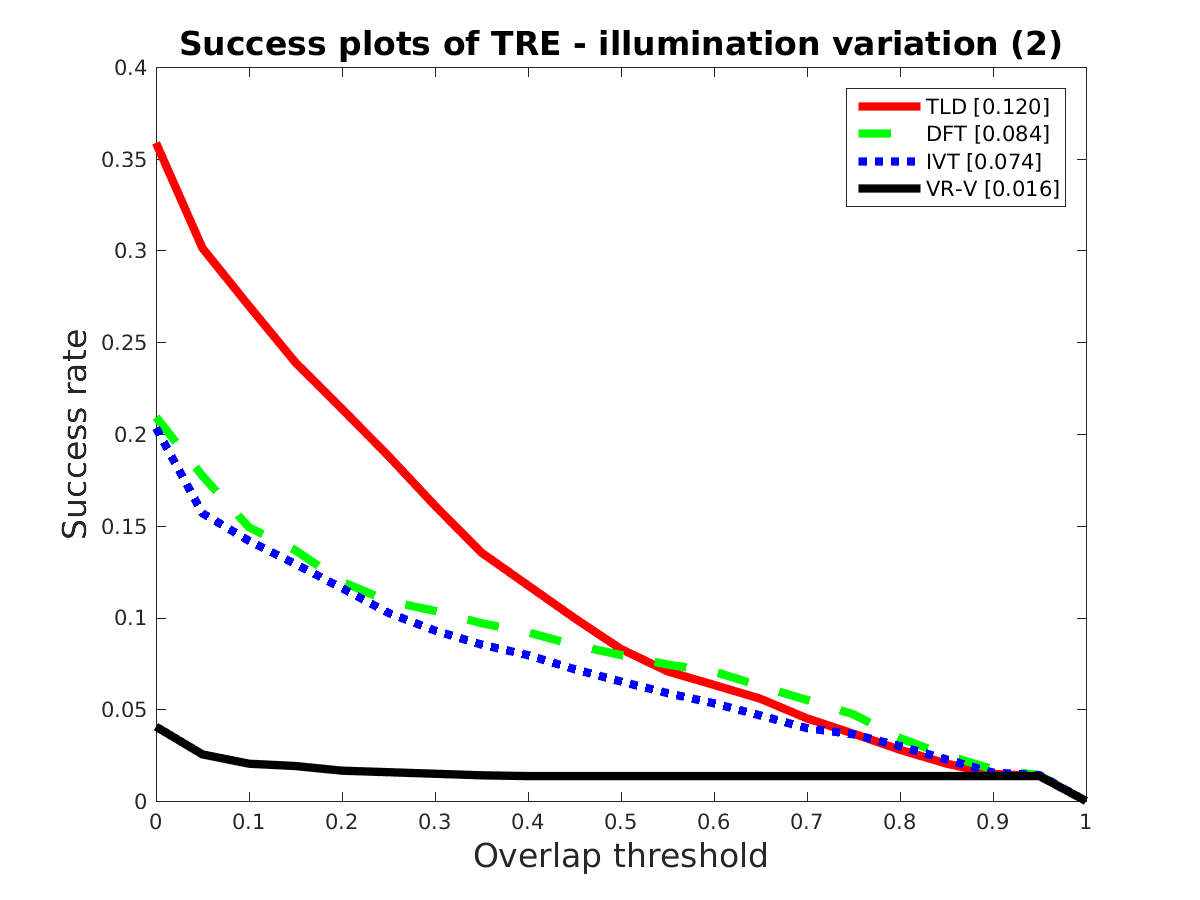 Success plots of TRE - illumination variation (2)
0.4
0.35
0.3
0.25
0.2
0.15
0.1
0.05
0
Success rate
TLD [0.120]
DFT [0.084]
IVT [0.074]
VR-V [0.016]
0 0.1 0.2 0.3 0.4 0.5 0.6 0.7 0.8 0.9 1
Overlap threshold